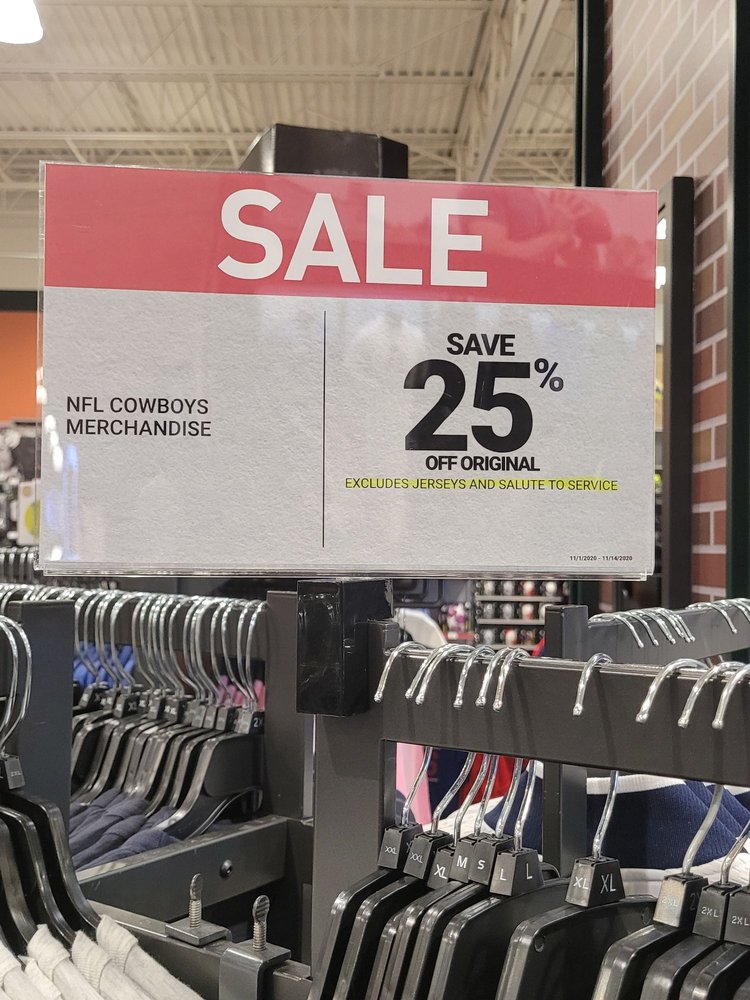 SALE
NFL COWBOYS
MERCHANDISE
SAVE
25%
OFF ORIGINAL
EXCLUDES JERSEYS AND SALUTE TO SERVICE
11/1/2020 - 11/14/2020
XXL
XXL
XL
M
S
L
L
XL
XL
2XL
2XL
2XL